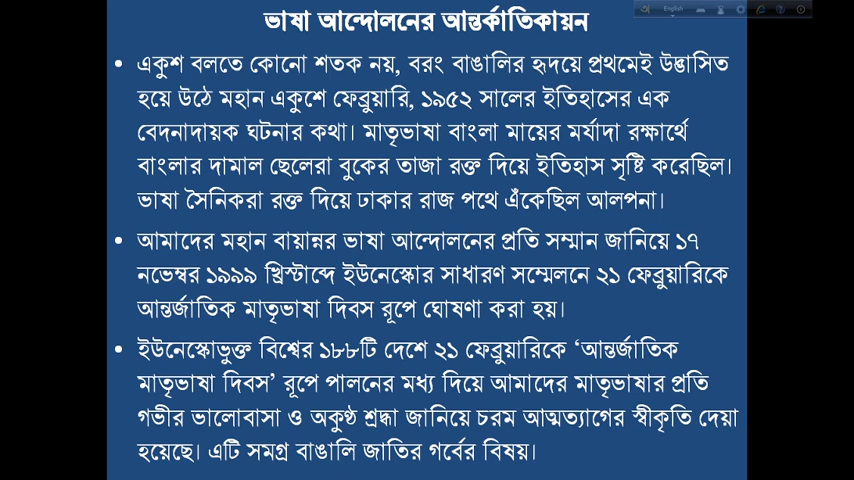 ভাষা আন্দোলনের আন্তর্কাতিকায়ন
English
• একুশ বলতে কোনো শতক নয়, বরং বাঙালির হৃদয়ে প্রথমেই উদ্ভাসিত
হয়ে উঠে মহান একুশে ফেব্রুয়ারি, ১৯৫২ সালের ইতিহাসের এক
বেদনাদায়ক ঘটনার কথা। মাতৃভাষা বাংলা মায়ের মর্যাদা রক্ষার্থে
বাংলার দামাল ছেলেরা বুকের তাজা রক্ত দিয়ে ইতিহাস সৃষ্টি করেছিল।
ভাষা সৈনিকরা রক্ত দিয়ে ঢাকার রাজ পথে এঁকেছিল আলপনা।
• আমাদের মহান বায়ান্নর ভাষা আন্দোলনের প্রতি সম্মান জানিয়ে ১৭
নভেম্বর ১৯৯৯ খ্রিস্টাব্দে ইউনেস্কোর সাধারণ সম্মেলনে ২১ ফেব্রুয়ারিকে
আন্তর্জাতিক মাতৃভাষা দিবস রূপে ঘোষণা করা হয়।
• ইউনেস্কোভুক্ত বিশ্বের ১৮৮টি দেশে ২১ ফেব্রুয়ারিকে ‘আন্তর্জাতিক
মাতৃভাষা দিবস’ রূপে পালনের মধ্য দিয়ে আমাদের মাতৃভাষার প্রতি
গভীর ভালোবাসা ও অকুণ্ঠ শ্রদ্ধা জানিয়ে চরম আত্মত্যাগের স্বীকৃতি দেয়া
হয়েছে। এটি সমগ্র বাঙালি জাতির গর্বের বিষয়।